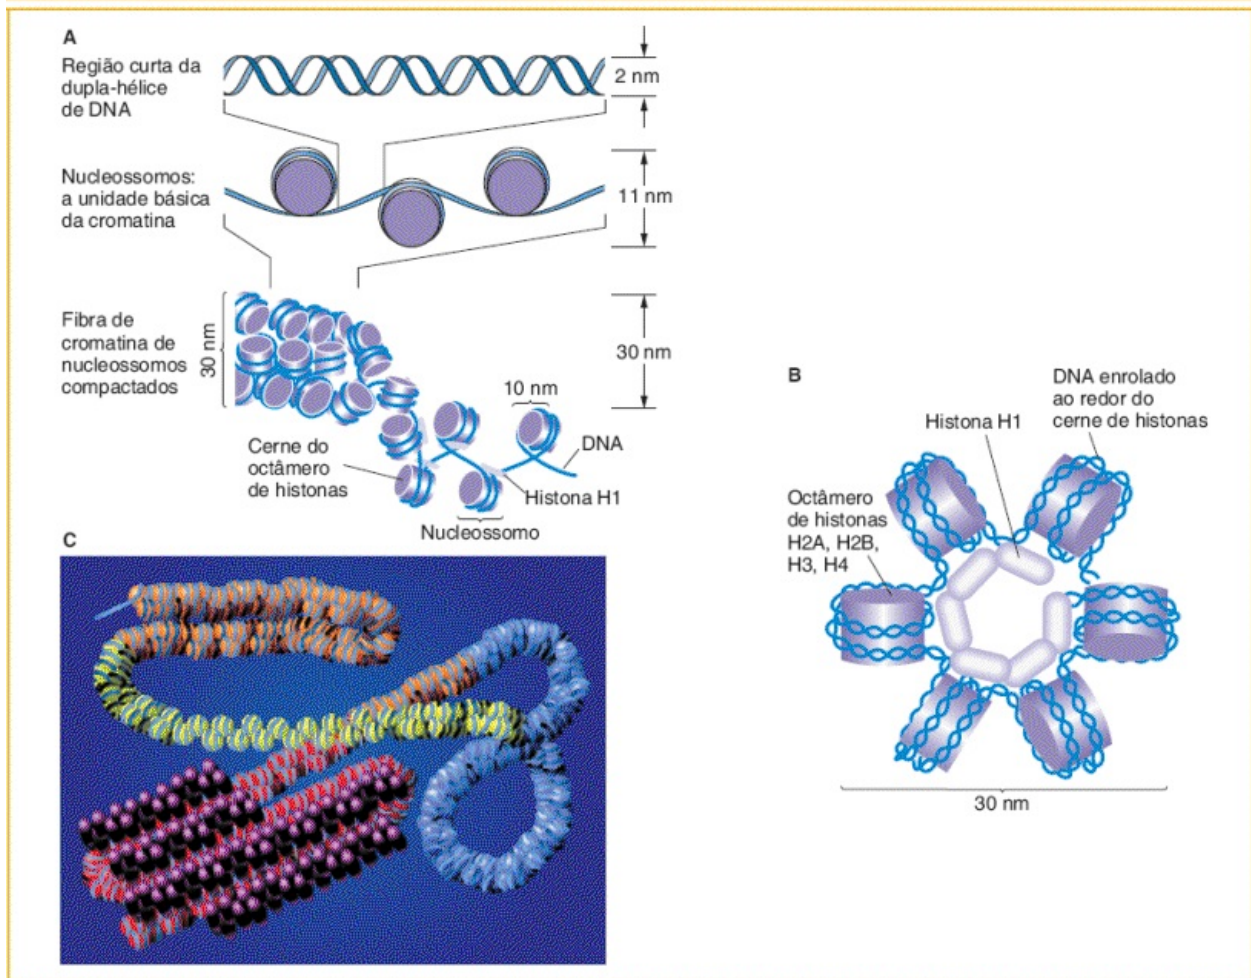 A
Região curta da
dupla-hélice
de DNA
2 nm
Nucleossomos:
a unidade básica
da cromatina
11 nm
Fibra de
cromatina de
nucleossomos
compactados
30 nm
30 nm
10 nm
DNA
Cerne do
octâmero
de histonas
Histona H1
Nucleossomo
B
DNA enrolado
ao redor do
cerne de histonas
Histona H1
Octâmero
de histonas
H2A, H2B,
H3, H4
30 nm
C